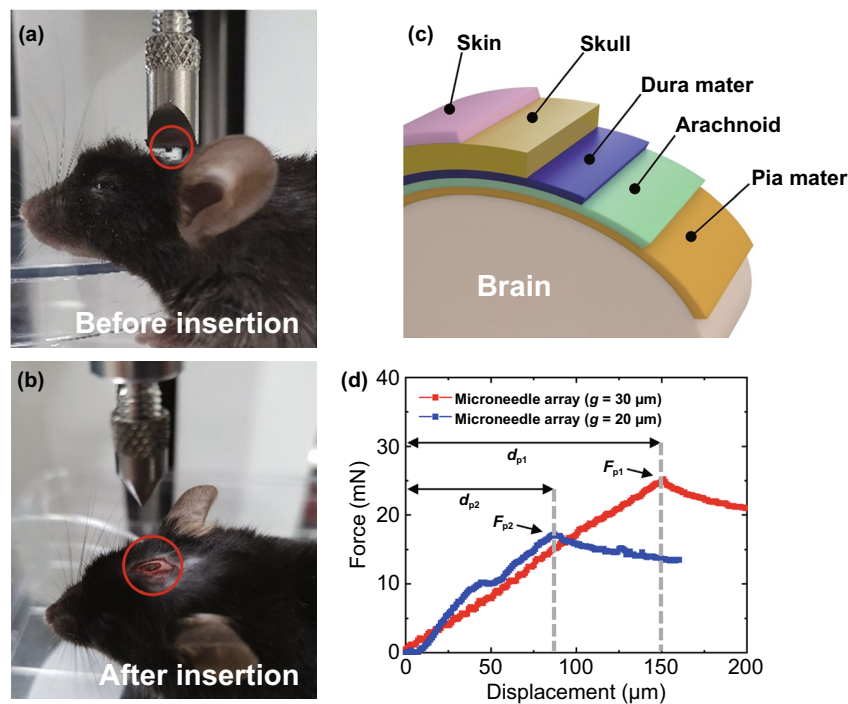 (a)
Before insertion
(b)
After insertion
(c)
Skin
Skull
Dura mater
Arachnoid
Pia mater
Brain
(d)
Microneedle array (g = 30 µm)
Microneedle array (g = 20 µm)
dp1
Fp1
dp2
Fp2
Force (mN)
40
30
20
10
0
0 50 100 150 200
Displacement (µm)